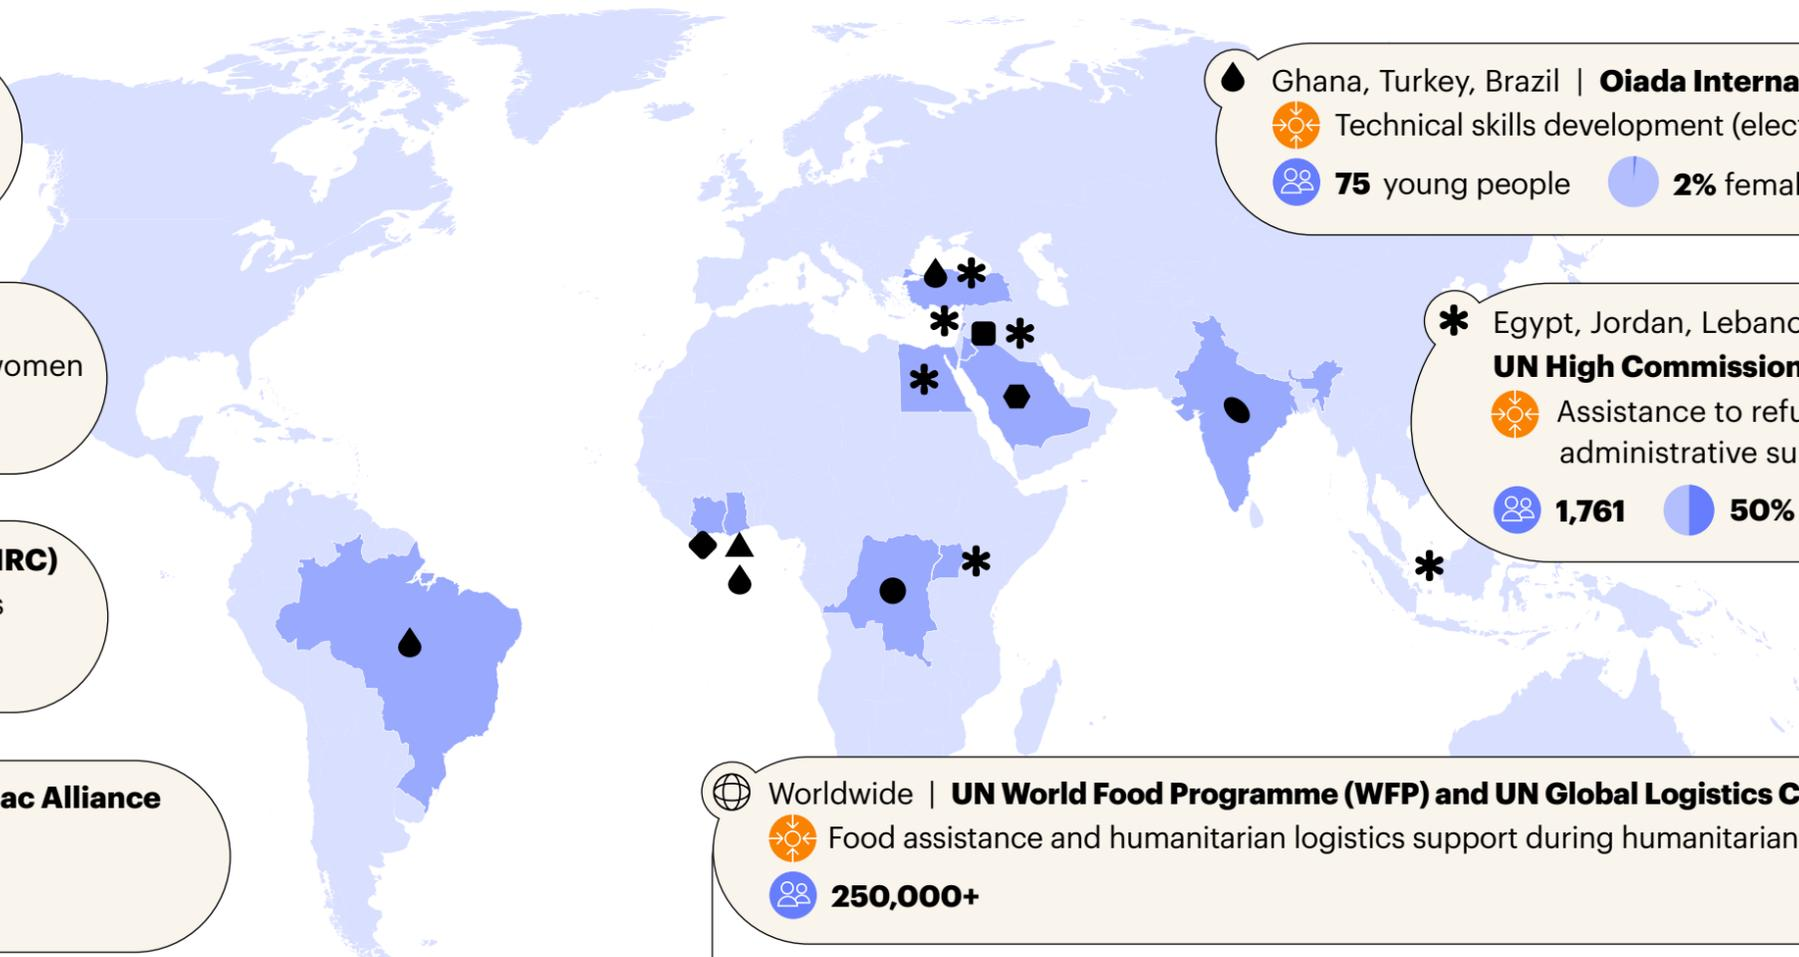 Ghana, Turkey, Brazil | Oiada Interna
Technical skills development (elec
75 young people 2% femal
Egypt, Jordan, Lebano
UN High Commission
Assistance to refu
administrative su
1,761 50%
women
IRC)
s
ac Alliance
Worldwide | UN World Food Programme (WFP) and UN Global Logistics C
Food assistance and humanitarian logistics support during humanitarian
250,000+